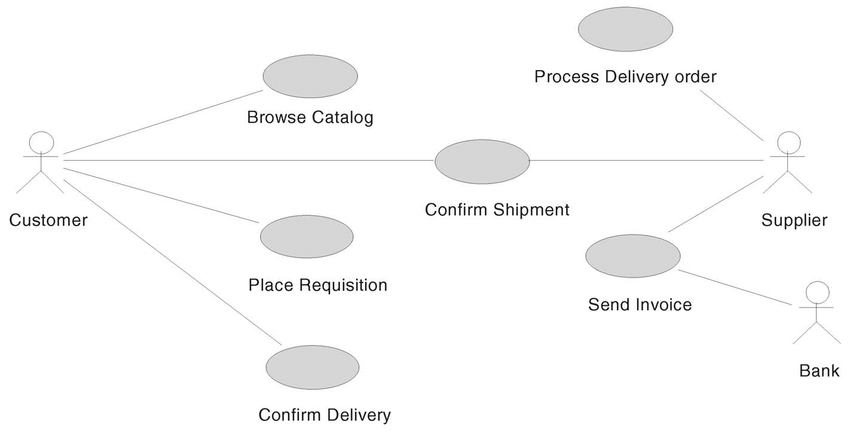 Process Delivery order
Browse Catalog
Customer
Confirm Shipment
Supplier
Place Requisition
Send Invoice
Bank
Confirm Delivery